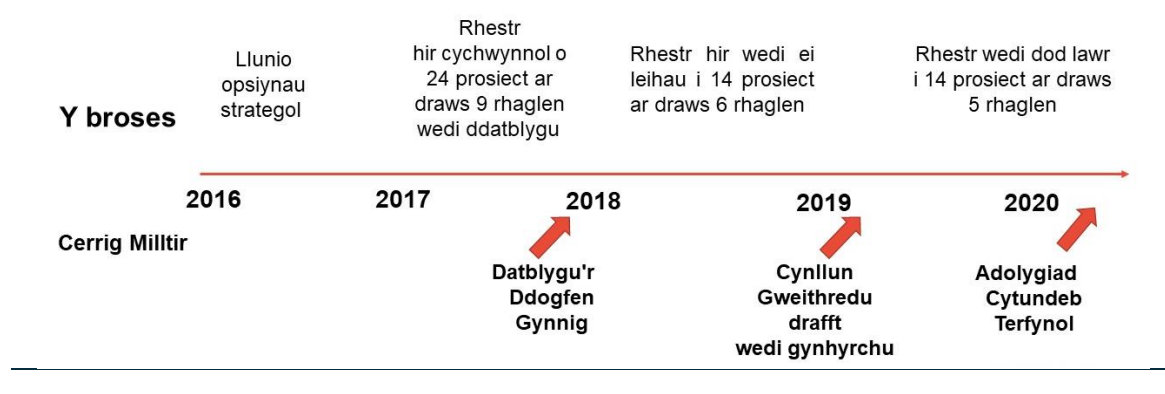 Llunio
opsiynau
strategol
Rhestr
hir cychwynnol o
24 prosiect ar
draws 9 rhaglen
wedi ddatblygu
Rhestr hir wedi ei
leihau i 14 prosiect
ar draws 6 rhaglen
Rhestr wedi dod lawr
i 14 prosiect ar draws
5 rhaglen
Y broses
2016
2017
2018
2019
2020
Cerrig Milltir
Datblygu'r
Ddogfen
Gynnig
Cynllun
Gweithredu
drafft
wedi gynhyrchu
Adolygiad
Cytundeb
Terfynol